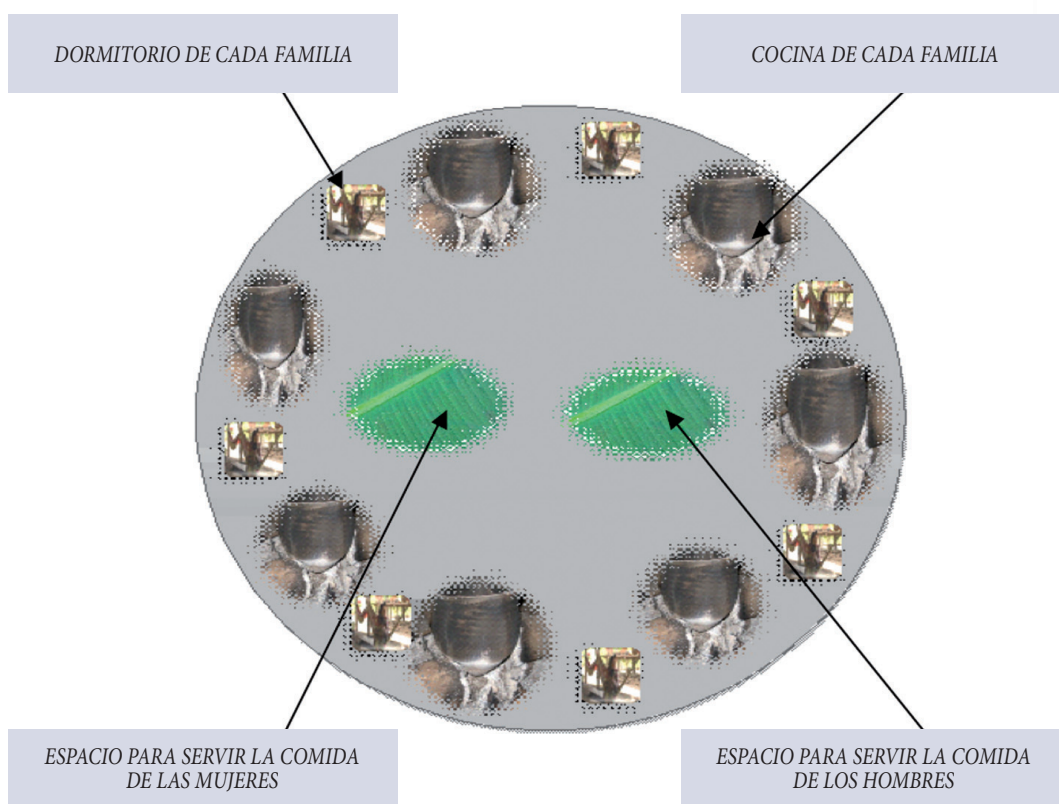 DORMITORIO DE CADA FAMILIA
COCINA DE CADA FAMILIA
ESPACIO PARA SERVIR LA COMIDA
DE LAS MUJERES
ESPACIO PARA SERVIR LA COMIDA
DE LOS HOMBRES